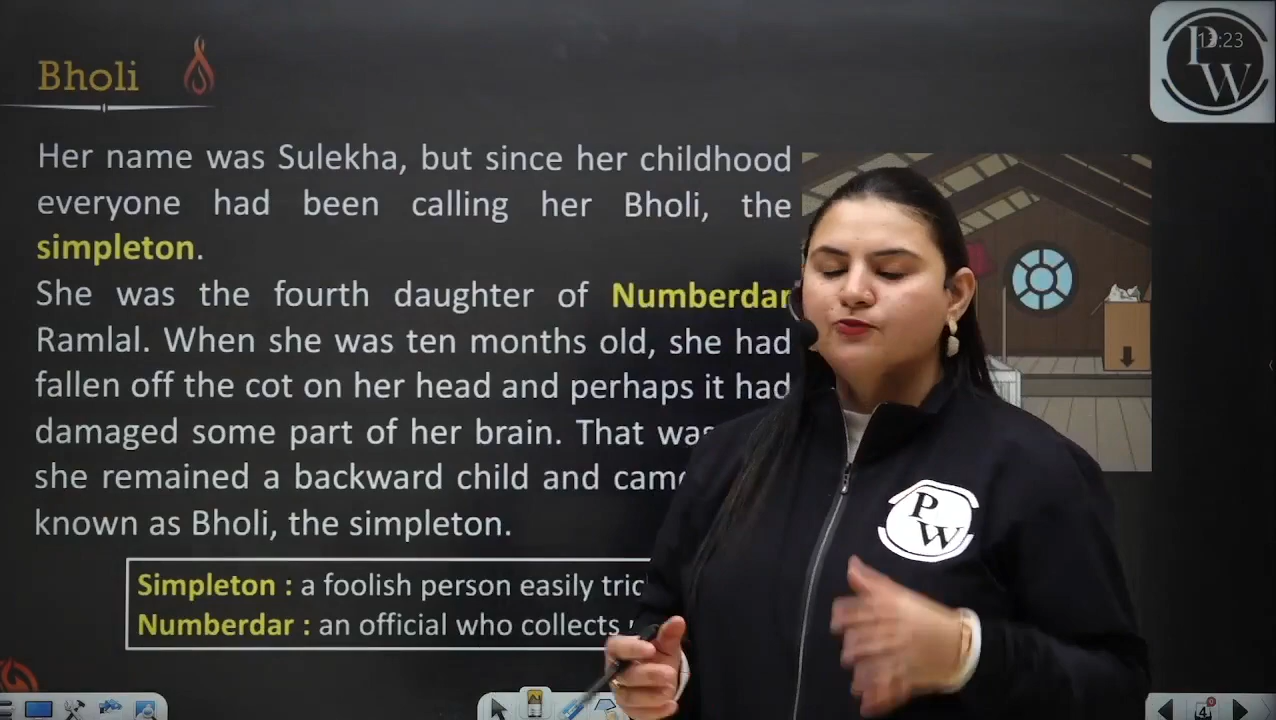 Bholi
13:23
PW
Her name was Sulekha, but since her childhood
everyone had been calling her Bholi, the
simpleton.
She was the fourth daughter of Numberdar
Ramlal. When she was ten months old, she had
fallen off the cot on her head and perhaps it had
damaged some part of her brain. That was
she remained a backward child and came
known as Bholi, the simpleton.
PW
Simpleton : a foolish person easily
Numberdar : an official who collects
4